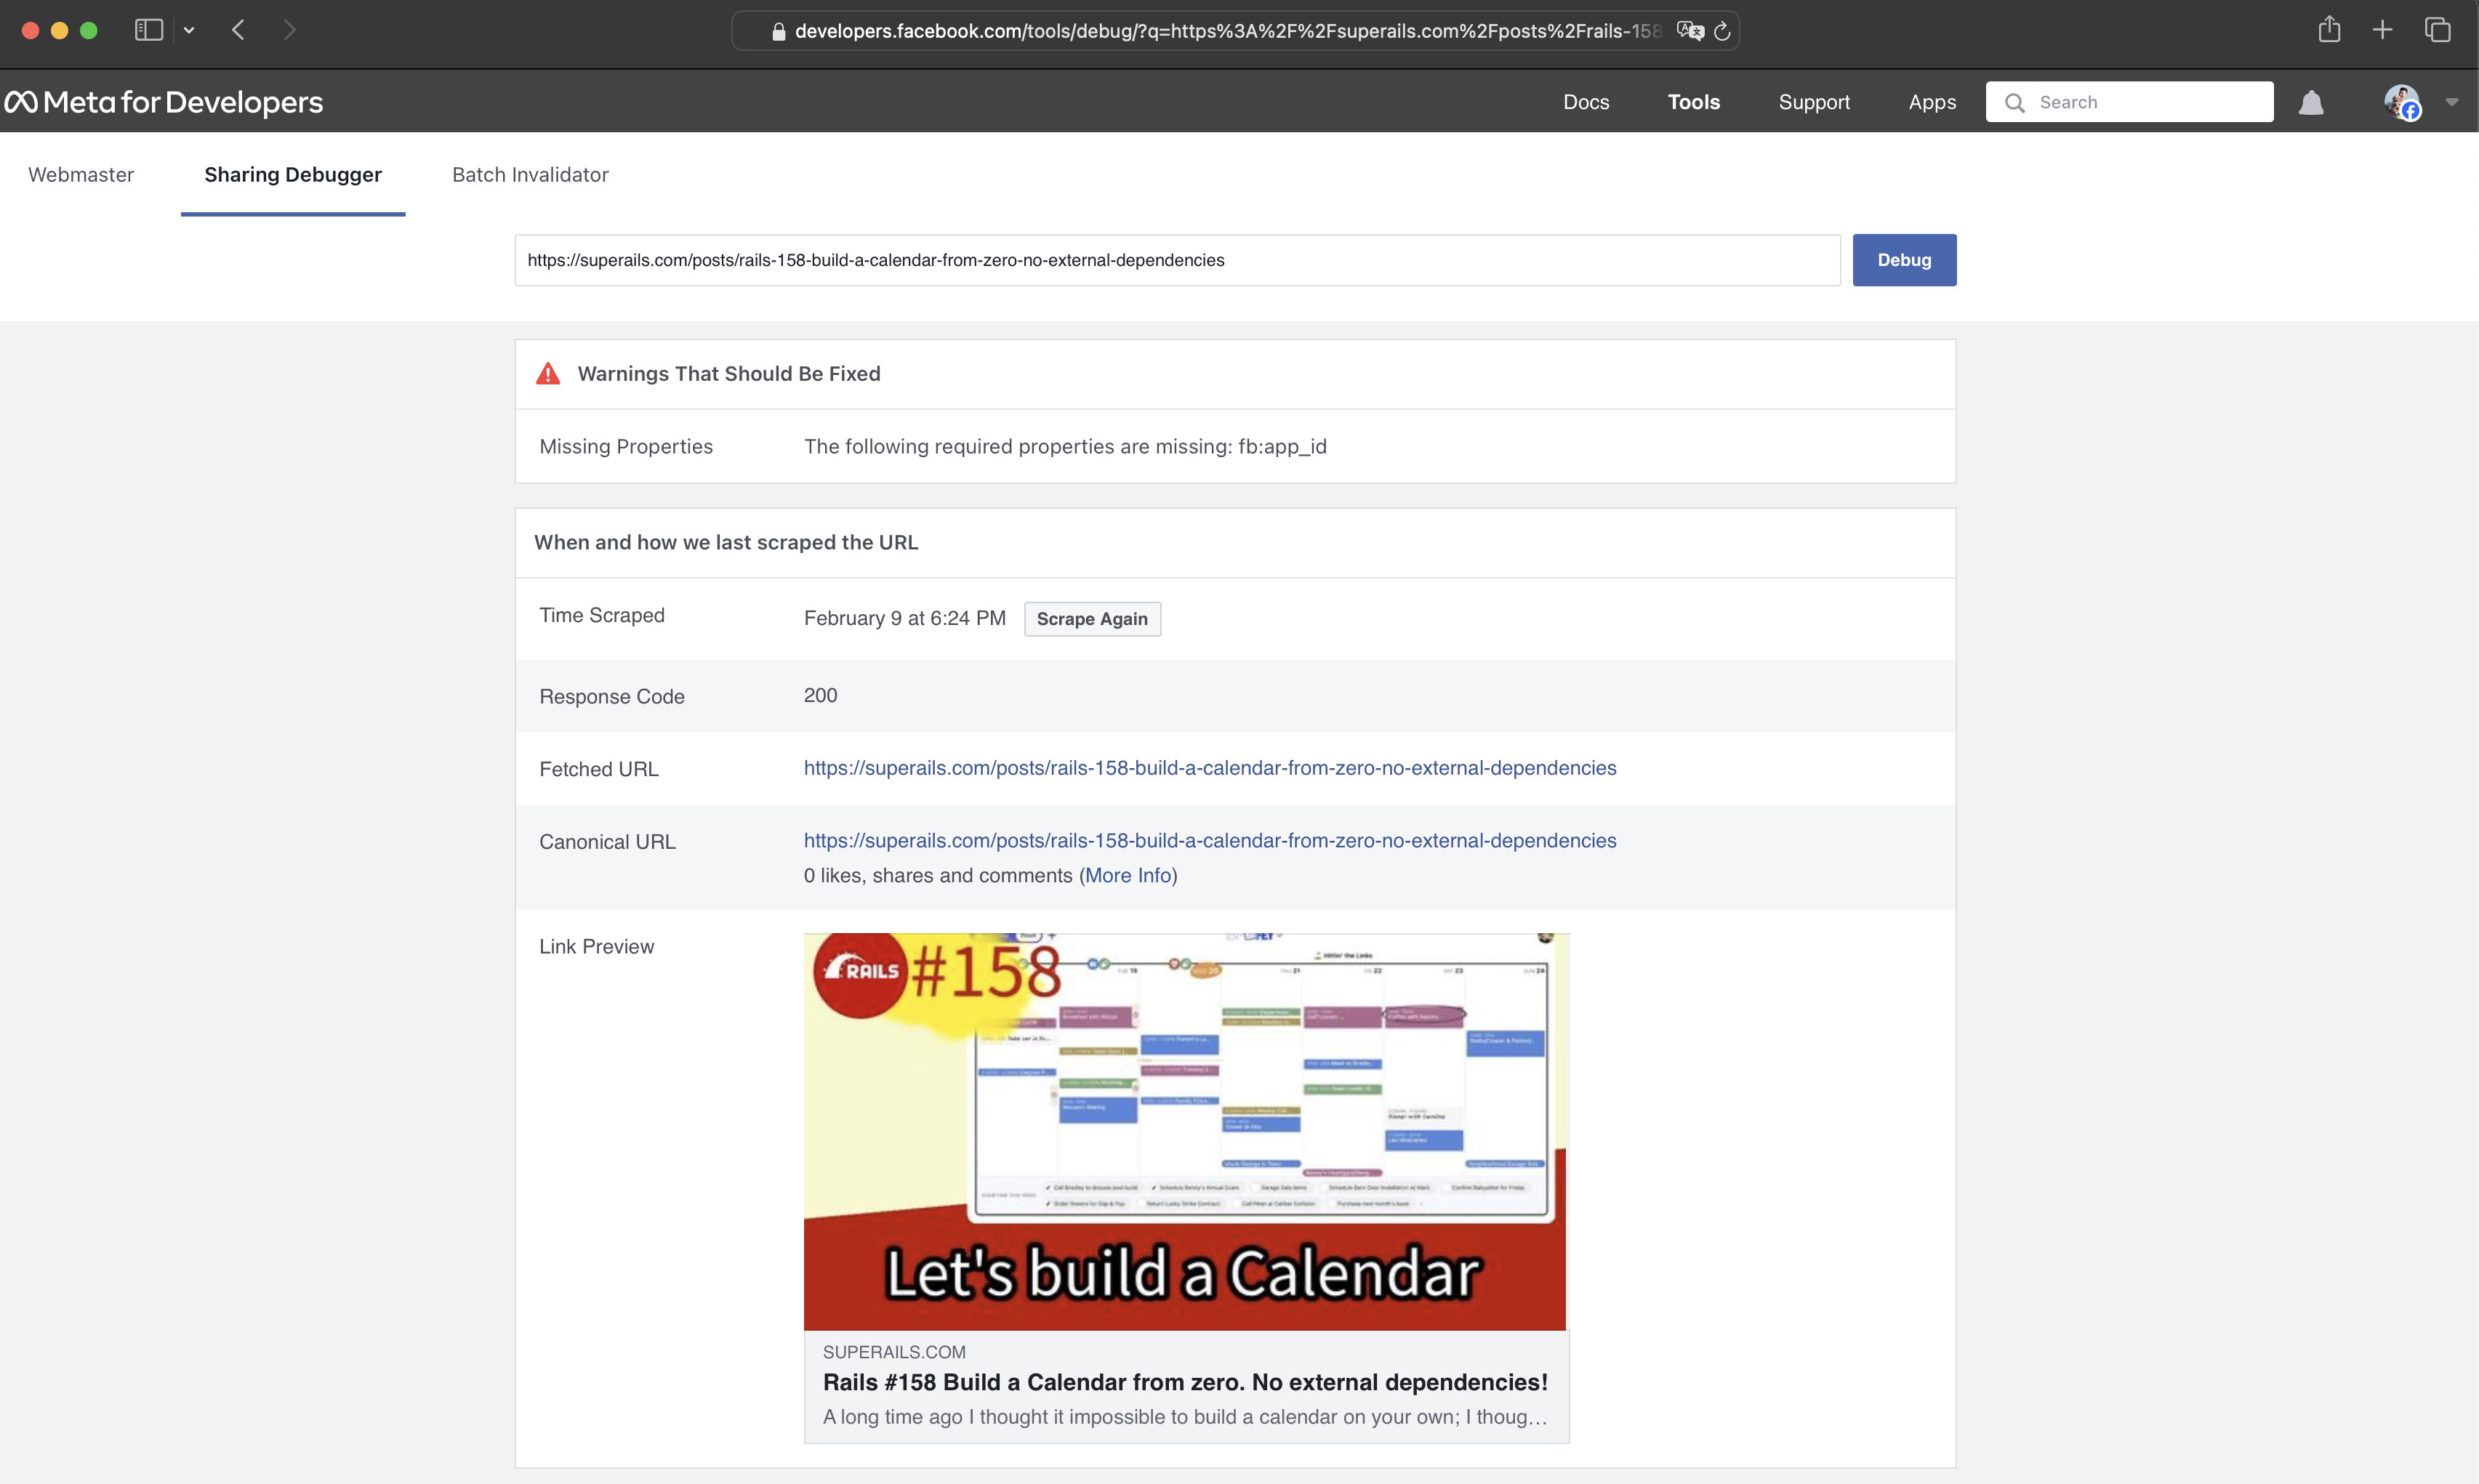 developers.facebook.com/tools/debug/?q=https%3A%2F%2Fsuperails.com%2Fposts%2Frails-158
Meta for Developers
Docs
Tools
Support
Apps
Search
Webmaster
Sharing Debugger
Batch Invalidator
https://superails.com/posts/rails-158-build-a-calendar-from-zero-no-external-dependencies
Debug
Warnings That Should Be Fixed
Missing Properties
The following required properties are missing: fb:app_id
When and how we last scraped the URL
Time Scraped
February 9 at 6:24 PM
Scrape Again
Response Code
200
Fetched URL
https://superails.com/posts/rails-158-build-a-calendar-from-zero-no-external-dependencies
Canonical URL
https://superails.com/posts/rails-158-build-a-calendar-from-zero-no-external-dependencies
0 likes, shares and comments (More Info)
Link Preview
RAILS
#158
Hittin' the Links
Let's build a Calendar
SUPERAILS.COM
Rails #158 Build a Calendar from zero. No external dependencies!
A long time ago I thought it impossible to build a calendar on your own; I thoug…